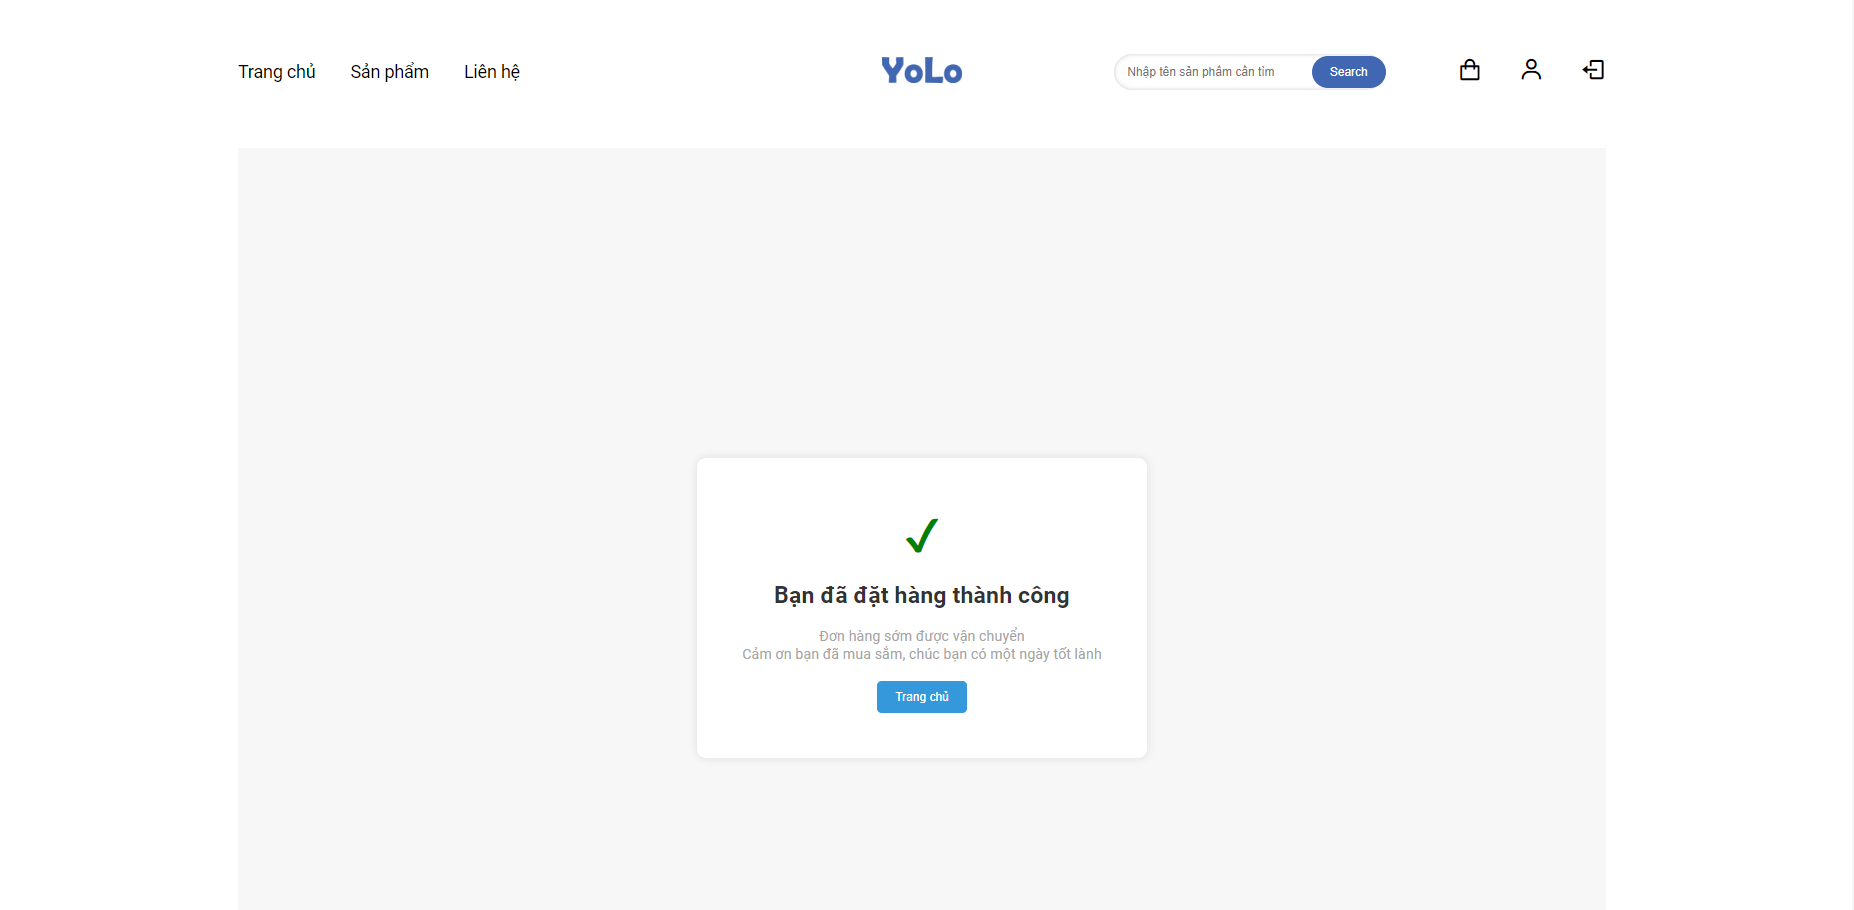 Trang chủ
Sản phẩm
Liên hệ
YoLo
Nhập tên sản phẩm cần tìm
Search
Bạn đã đặt hàng thành công
Đơn hàng sớm được vận chuyển
Cảm ơn bạn đã mua sắm, chúc bạn có một ngày tốt lành
Trang chủ